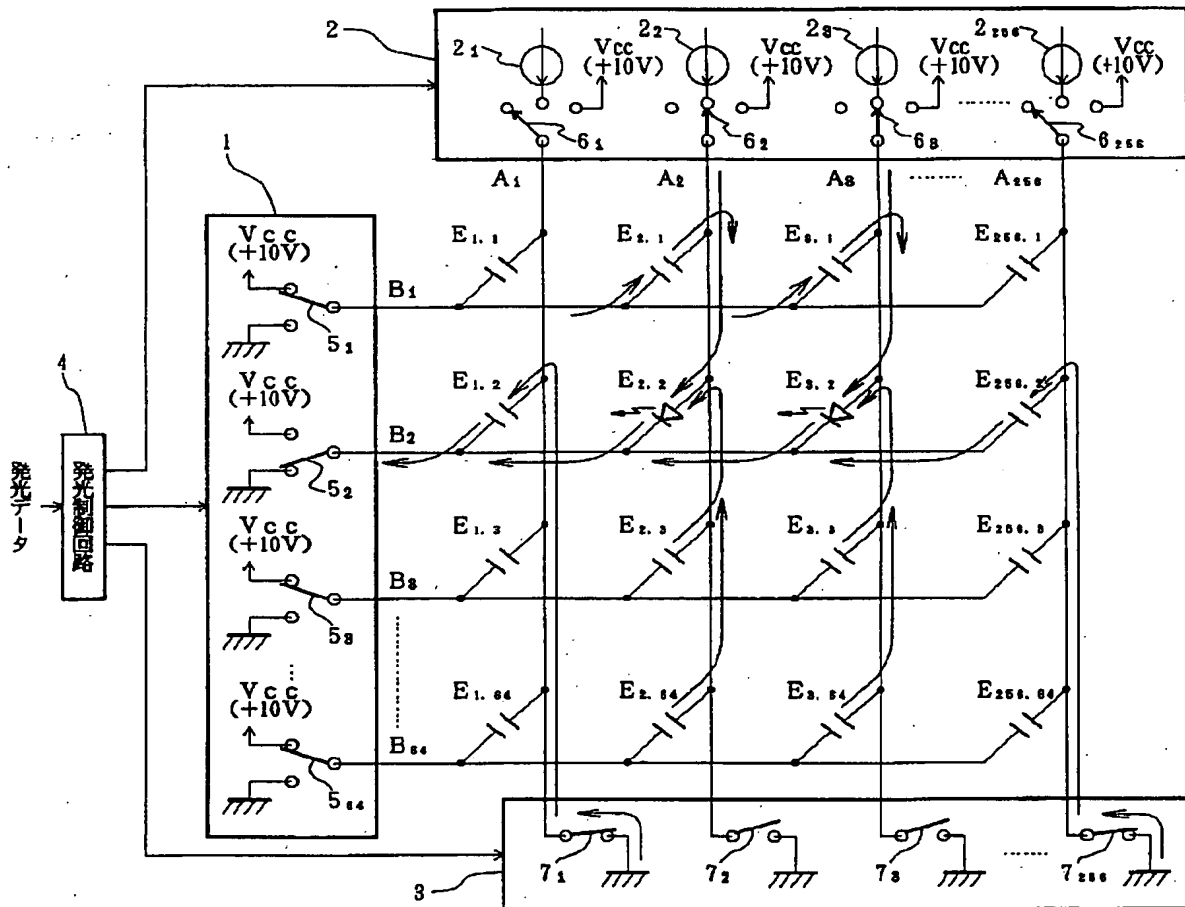 2
2₁
2₂
2₃
2₂₅₆
Vcc
(+10V)
Vcc
(+10V)
Vcc
(+10V)
Vcc
(+10V)
6₁
6₂
6₃
6₂₅₆
A₁
A₂
A₃
A₂₅₆
1
Vcc
(+10V)
5₁
B₁
E₁.₁
E₂.₁
E₃.₁
E₂₅₆.₁
Vcc
(+10V)
5₂
B₂
E₁.₂
E₂.₂
E₃.₂
E₂₅₆.₂
4
発光データ
発光制御回路
Vcc
(+10V)
5₃
B₃
E₁.₃
E₂.₃
E₃.₃
E₂₅₆.₃
Vcc
(+10V)
5₆₄
B₆₄
E₁.₆₄
E₂.₆₄
E₃.₆₄
E₂₅₆.₆₄
3
7₁
7₂
7₃
7₂₅₆